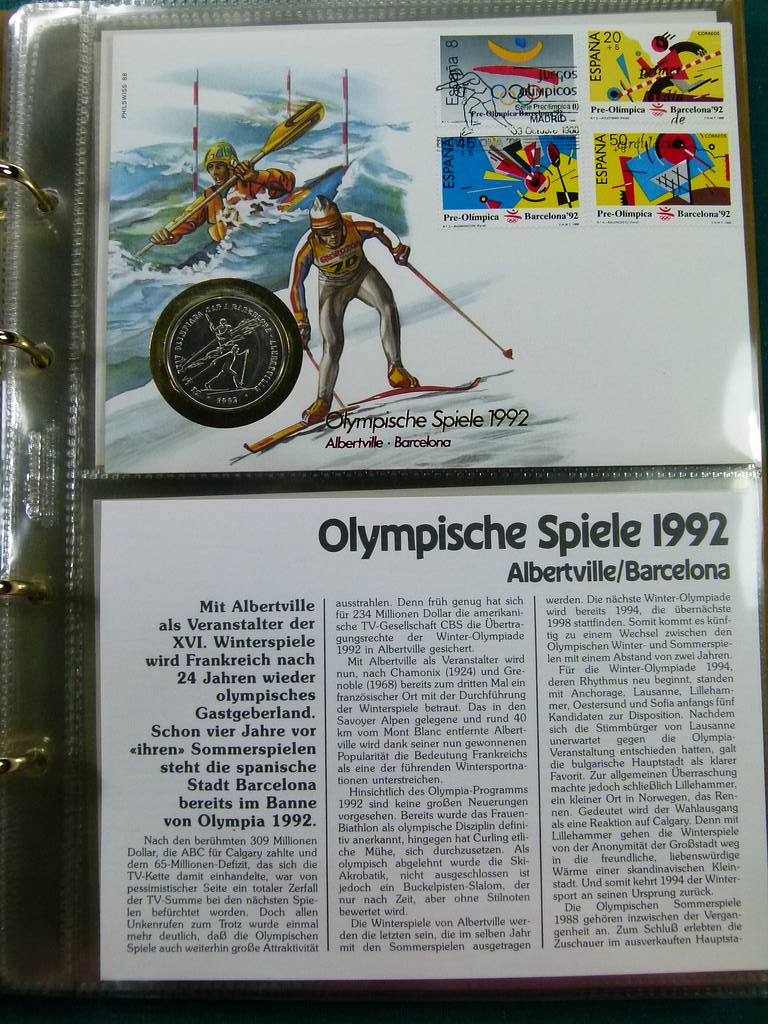 PHILSWISS 88
España 8
JUEGOS
OLÍMPICOS
Serie Preolímpica (I)
Pre-Olímpica Barcelona'92
MADRID
ESPAÑA 20
+ 5
CORREOS
primer
Pre-Olímpica Barcelona'92
de
ESPAÑA 45
Pre-Olímpica Barcelona'92
ESPAÑA 50
CORREOS
Pre-Olímpica Barcelona'92
76
1992
Olympische Spiele 1992
Albertville · Barcelona
Olympische Spiele 1992
Albertville/Barcelona
Mit Albertville
als Veranstalter der
XVI. Winterspiele
wird Frankreich nach
24 Jahren wieder
olympisches
Gastgeberland.
Schon vier Jahre vor
«ihren» Sommerspielen
steht die spanische
Stadt Barcelona
bereits im Banne
von Olympia 1992.
Nach den berühmten 309 Millionen
Dollar, die ABC für Calgary zahlte und
dem 65-Millionen-Defizit, das sich die
TV-Kette damit einhandelte, war von
pessimistischer Seite ein totaler Zerfall
der TV-Summe bei den nächsten Spie-
len befürchtet worden. Doch allen
Unkenrufen zum Trotz wurde einmal
mehr deutlich, daß die Olympischen
Spiele auch weiterhin große Attraktivität
ausstrahlen. Denn früh genug hat sich
für 234 Millionen Dollar die amerikani-
sche TV-Gesellschaft CBS die Übertra-
gungsrechte der Winter-Olympiade
1992 in Albertville gesichert.
Mit Albertville als Veranstalter wird
nun, nach Chamonix (1924) und Gre-
noble (1968) bereits zum dritten Mal ein
französischer Ort mit der Durchführung
der Winterspiele betraut. Das in den
Savoyer Alpen gelegene und rund 40
km vom Mont Blanc entfernte Albert-
ville wird dank seiner nun gewonnenen
Popularität die Bedeutung Frankreichs
als eine der führenden Wintersportna-
tionen unterstreichen.
Hinsichtlich des Olympia-Programms
1992 sind keine großen Neuerungen
vorgesehen. Bereits wurde das Frauen-
Biathlon als olympische Disziplin defini-
tiv anerkannt, hingegen hat Curling etli-
che Mühe, sich durchzusetzen. Als
olympisch abgelehnt wurde die Ski-
Akrobatik, nicht ausgeschlossen ist
jedoch ein Buckelpisten-Slalom, der
nur nach Zeit, aber ohne Stilnoten
bewertet wird.
Die Winterspiele von Albertville wer-
den die letzten sein, die im selben Jahr
mit den Sommerspielen ausgetragen
werden. Die nächste Winter-Olympiade
wird bereits 1994, die übernächste
1998 stattfinden. Somit kommt es künf-
tig zu einem Wechsel zwischen den
Olympischen Winter- und Sommerspie-
len mit einem Abstand von zwei Jahren.
Für die Winter-Olympiade 1994,
deren Rhythmus neu beginnt, standen
mit Anchorage, Lausanne, Lilleham-
mer, Oestersund und Sofia anfangs fünf
Kandidaten zur Disposition. Nachdem
sich die Stimmbürger von Lausanne
unerwartet gegen die Olympia-
Veranstaltung entschieden hatten, galt
die bulgarische Hauptstadt als klarer
Favorit. Zur allgemeinen Überraschung
machte jedoch schließlich Lillehammer,
ein kleiner Ort in Norwegen, das Ren-
nen. Gedeutet wird der Wahlausgang
als eine Reaktion auf Calgary. Denn mit
Lillehammer gehen die Winterspiele
von der Anonymität der Großstadt weg
in die freundliche, liebenswürdige
Wärme einer skandinavischen Klein-
stadt. Und somit kehrt 1994 der Winter-
sport an seinen Ursprung zurück.
Die Olympischen Sommerspiele
1988 gehören inzwischen der Vergan-
genheit an. Zum Schluß erlebten die
Zuschauer im ausverkauften Hauptsta-